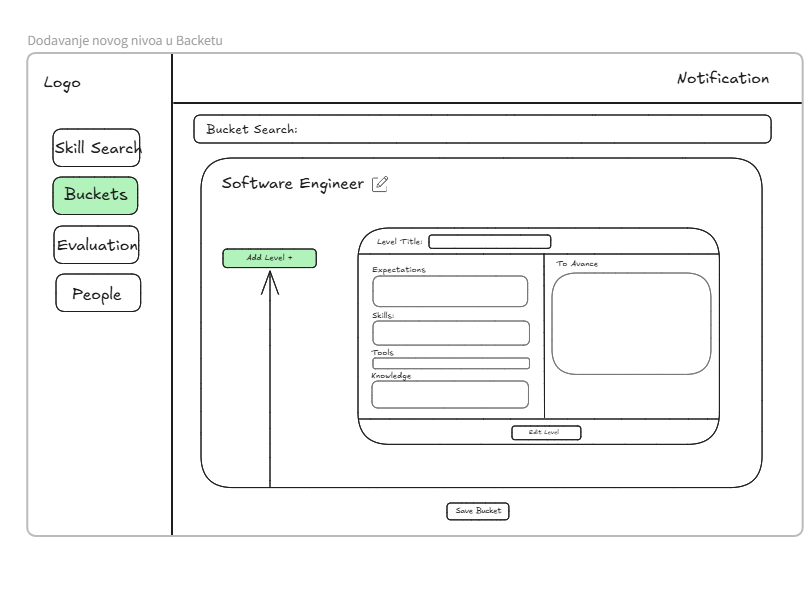 Dodavanje novog nivoa u Backetu
Logo
Notification
Skill Search
Buckets
Evaluation
People
Bucket Search:
Software Engineer
Add Level +
Level Title:
Expectations
Skills:
Tools
Knowledge
To Avance
Edit Level
Save Bucket